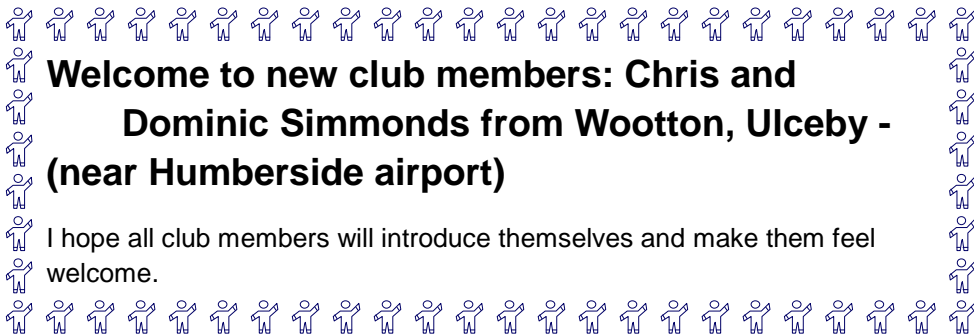 Welcome to new club members: Chris and
Dominic Simmonds from Wootton, Ulceby -
(near Humberside airport)
I hope all club members will introduce themselves and make them feel
welcome.